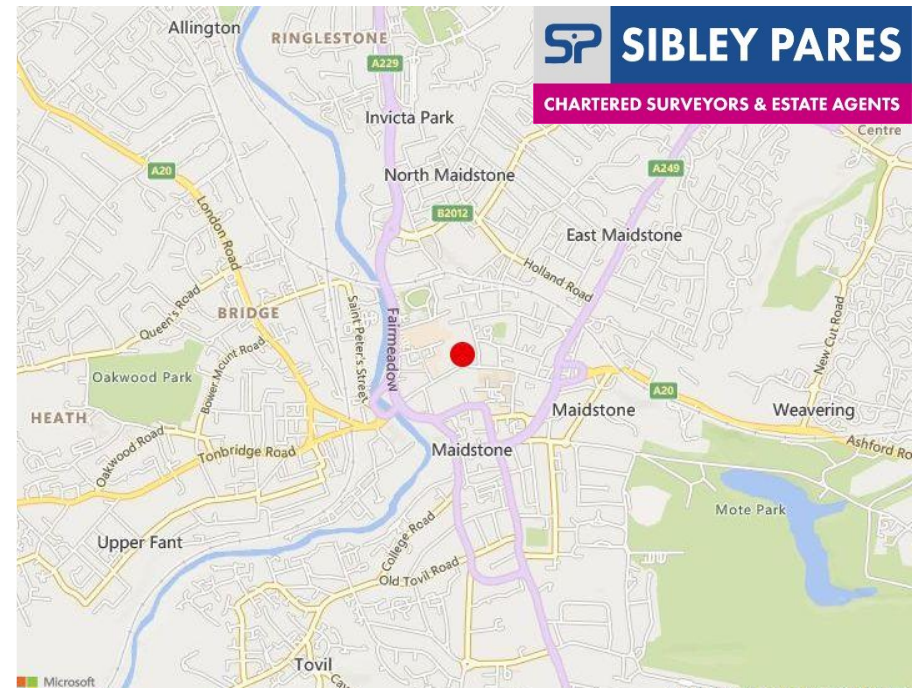 Allington
RINGLESTONE
A229
SP SIBLEY PARES
CHARTERED SURVEYORS & ESTATE AGENTS
Invicta Park
Centre
A20
North Maidstone
A249
B2012
London Road
East Maidstone
Holland Road
Queen's Road
BRIDGE
Saint Peter's Street
Fairmeadow
New Cut Road
Bower Mount Road
Oakwood Park
A20
HEATH
Maidstone
Weavering
Oakwood Road
Tonbridge Road
Maidstone
Ashford Ro
Mote Park
Upper Fant
College Road
Old Tovil Road
Tovil
Cav
Microsoft